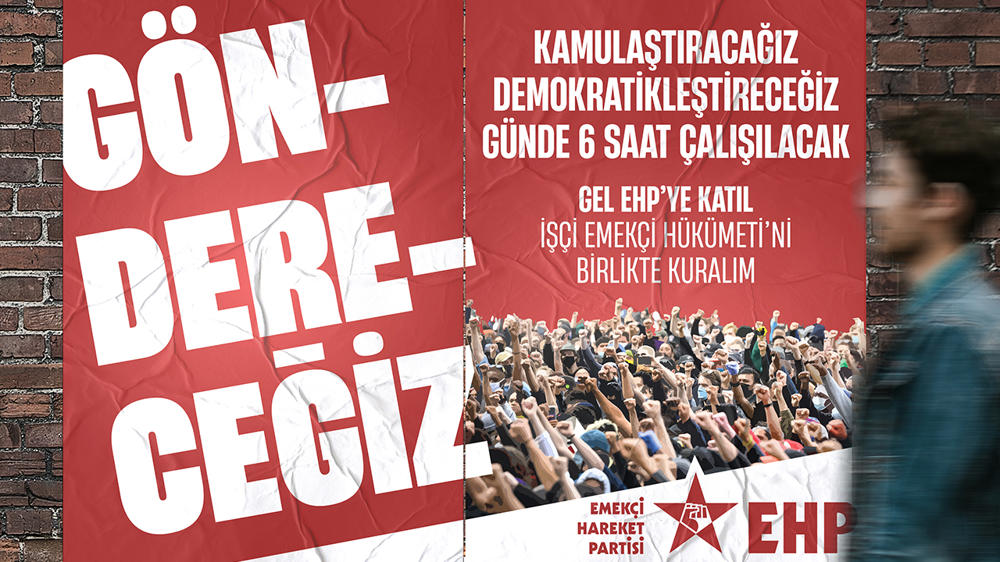 GÖN-
DERE-
CEĞİZ
KAMULAŞTIRACAĞIZ
DEMOKRATİKLEŞTİRECEĞİZ
GÜNDE 6 SAAT ÇALIŞILACAK
GEL EHP'YE KATIL
İŞÇİ EMEKÇİ HÜKÜMETİ'Nİ
BİRLİKTE KURALIM
EMEKÇİ
HAREKET
PARTİSİ
EHP